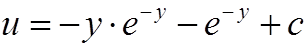 u = −y · e^{−y} − e^{−y} + c